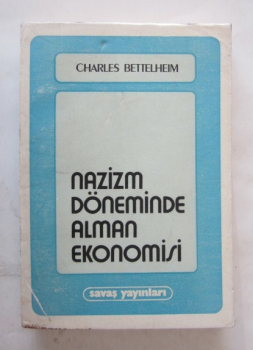 CHARLES BETTELHEIM
NAZİZM
DÖNEMİNDE
ALMAN
EKONOMİSİ
savaş yayınları